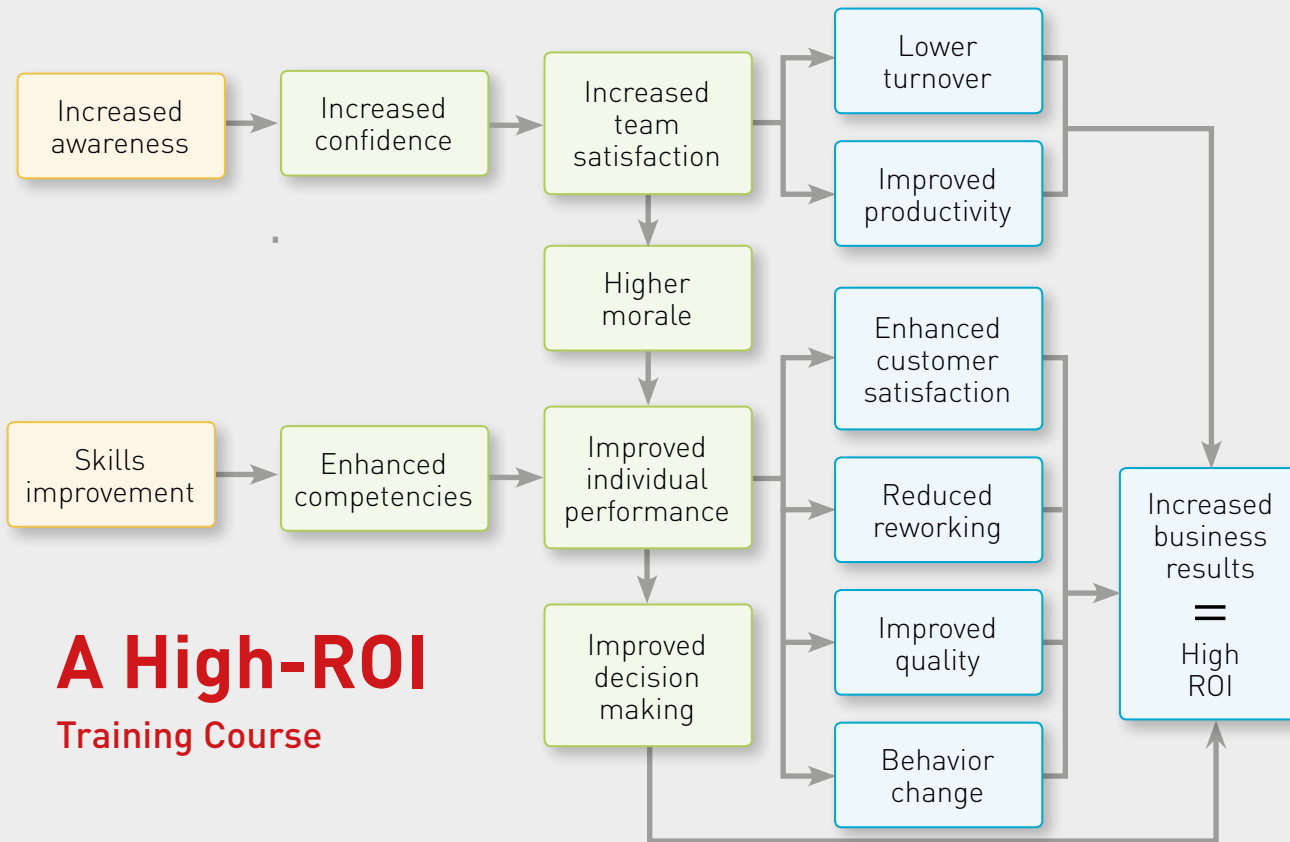 Increased
awareness
Increased
confidence
Increased
team
satisfaction
Lower
turnover
Improved
productivity
Higher
morale
Skills
improvement
Enhanced
competencies
Improved
individual
performance
Enhanced
customer
satisfaction
Reduced
reworking
Improved
quality
Behavior
change
Improved
decision
making
Increased
business
results
=
High
ROI
A High-ROI
Training Course